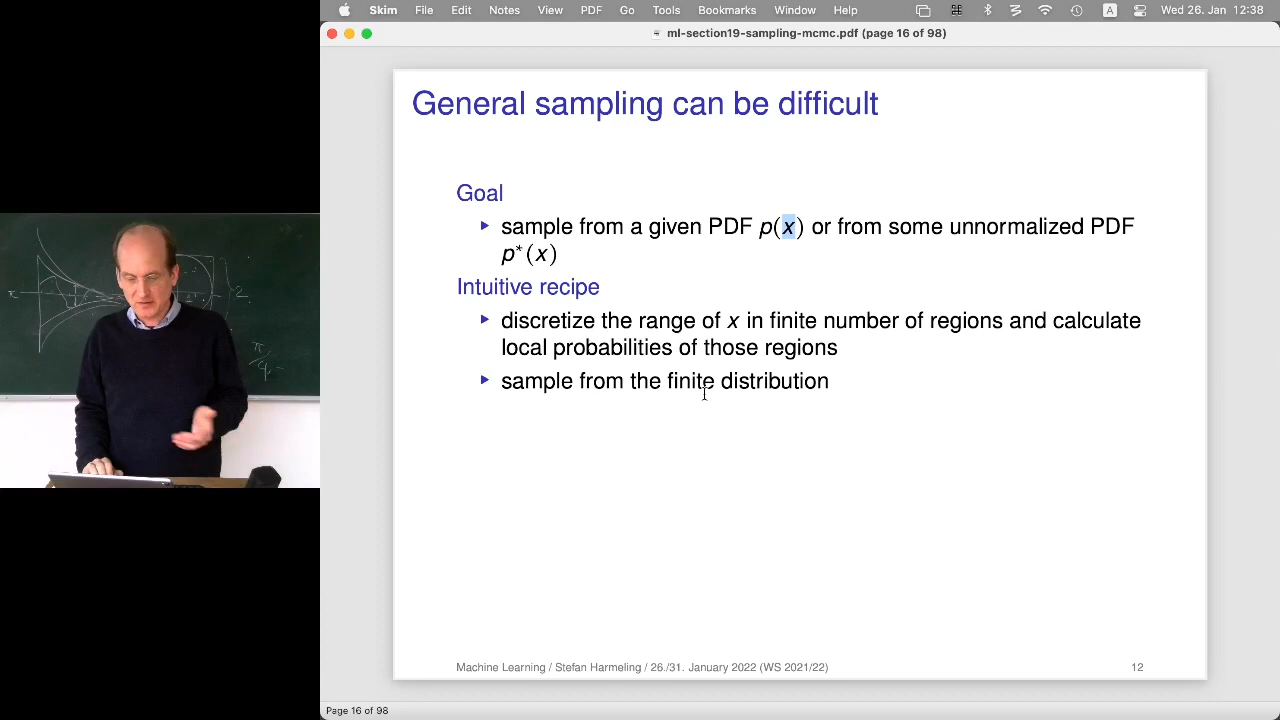 Skim File Edit Notes View PDF Go Tools Bookmarks Window Help A Wed 26. Jan 12:38
ml-section19-sampling-mcmc.pdf (page 16 of 98)
General sampling can be difficult
Goal
▶ sample from a given PDF p(x) or from some unnormalized PDF
p*(x)
Intuitive recipe
▶ discretize the range of x in finite number of regions and calculate
local probabilities of those regions
▶ sample from the finite distribution
π
2
π/4
Machine Learning / Stefan Harmeling / 26./31. January 2022 (WS 2021/22) 12
Page 16 of 98